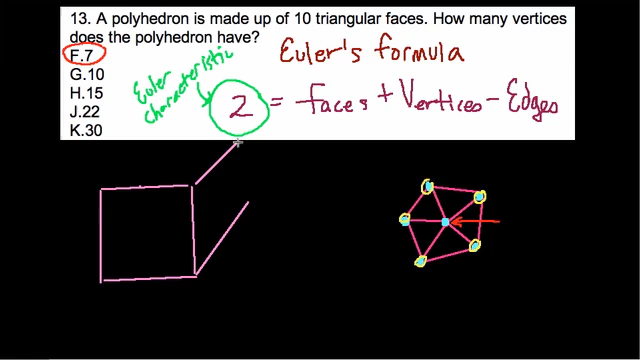 13. A polyhedron is made up of 10 triangular faces. How many vertices
does the polyhedron have?
F.7
G.10
H.15
J.22
K.30
Euler's formula
Euler
characteristic
2 = faces + Vertices - Edges